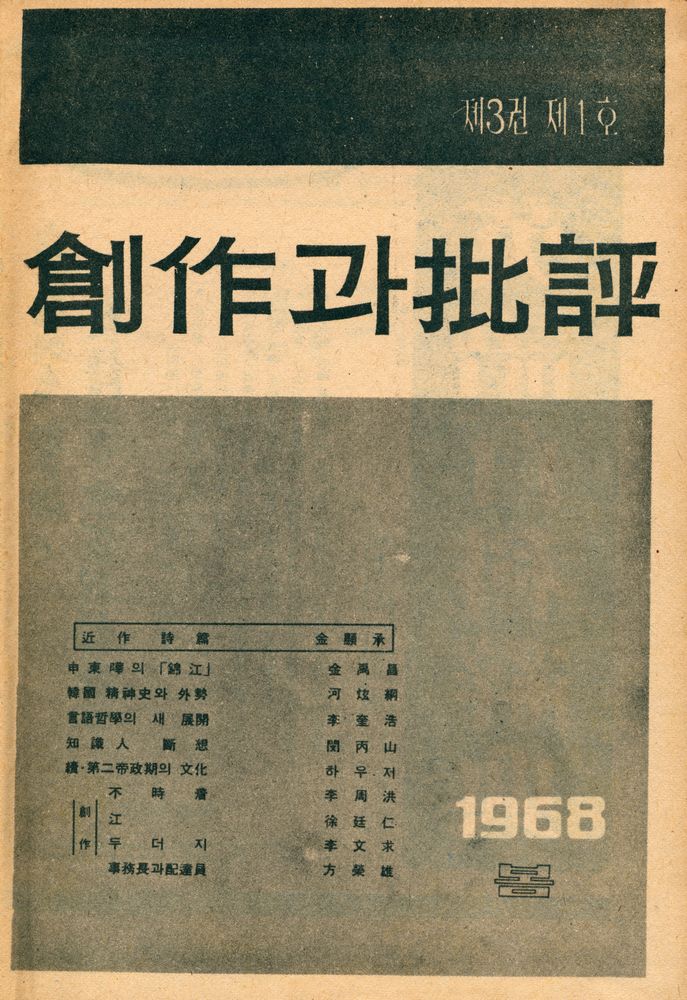 제3권 제1호
創作과批評
近作詩篇 金顯承
申東曄의「錦江」 金禹昌
韓國 精神史와 外勢 河炫綱
言語哲學의 새 展開 李奎浩
知識人 斷想 閔丙山
續·第二帝政期의 文化 하우저
創作
不時着 李周洪
江 徐廷仁
두더지 李文求
事務長과配達員 方榮雄
1968
봄